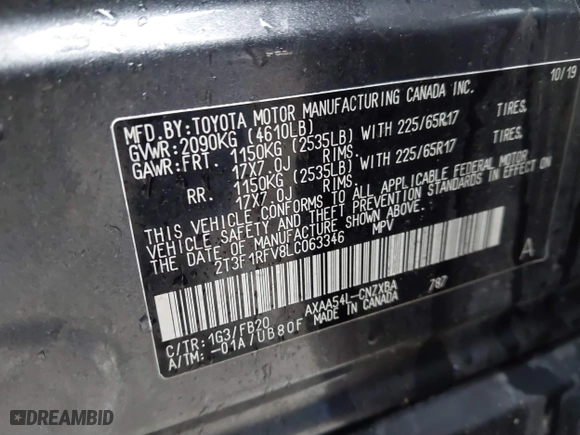 MFD.BY:TOYOTA MOTOR MANUFACTURING CANADA INC. 10/19
GVWR:2090KG (4610LB)
GAWR:FRT. 1150KG (2535LB) WITH 225/65R17 TIRES.
17X7.0J RIMS.
RR. 1150KG (2535LB) WITH 225/65R17 TIRES.
17X7.0J RIMS.
THIS VEHICLE CONFORMS TO ALL APPLICABLE FEDERAL MOTOR
VEHICLE SAFETY AND THEFT PREVENTION STANDARDS IN EFFECT ON
THE DATE OF MANUFACTURE SHOWN ABOVE.
2T3F1RFV8LC063346 MPV
A
AXAA54L-CNZXBA 787
C/TR: 1G3/FB20 MADE IN CANADA
A/TM: -01A/UB80F
DREAMBID